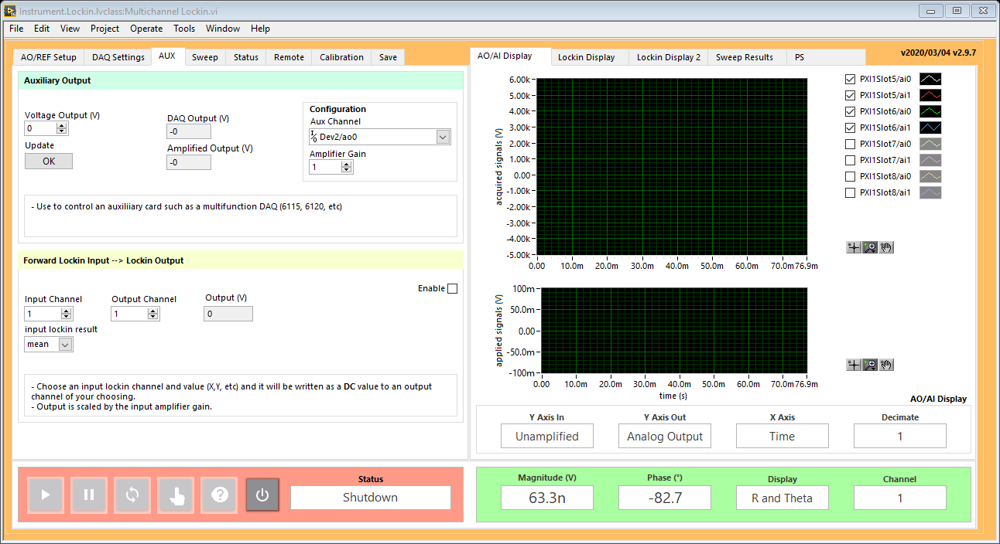 Instrument.Lockin.lvclass:Multichannel Lockin.vi
File Edit View Project Operate Tools Window Help
AO/REF Setup DAQ Settings AUX Sweep Status Remote Calibration Save
Auxiliary Output
Voltage Output (V)
0
Update
OK
DAQ Output (V)
-0
Amplified Output (V)
-0
Configuration
Aux Channel
Dev2/ao0
Amplifier Gain
1
- Use to control an auxiliiary card such as a multifunction DAQ (6115, 6120, etc)
Forward Lockin Input --> Lockin Output
Enable
Input Channel
1
Output Channel
1
Output (V)
0
input lockin result
mean
- Choose an input lockin channel and value (X,Y, etc) and it will be written as a DC value to an output
channel of your choosing.
- Output is scaled by the input amplifier gain.
Status
Shutdown
AO/AI Display Lockin Display Lockin Display 2 Sweep Results PS
v2020/03/04 v2.9.7
acquired signals (V)
6.00k
5.00k
4.00k
3.00k
2.00k
1.00k
0.00
-1.00k
-2.00k
-3.00k
-4.00k
-5.00k
0.00 10.0m 20.0m 30.0m 40.0m 50.0m 60.0m 70.0m 76.9m
PXI1Slot5/ai0
PXI1Slot5/ai1
PXI1Slot6/ai0
PXI1Slot6/ai1
PXI1Slot7/ai0
PXI1Slot7/ai1
PXI1Slot8/ai0
PXI1Slot8/ai1
applied signals (V)
100m
50.0m
0.00
-50.0m
-100m
0.00 10.0m 20.0m 30.0m 40.0m 50.0m 60.0m 70.0m 76.9m
time (s)
AO/AI Display
Y Axis In
Unamplified
Y Axis Out
Analog Output
X Axis
Time
Decimate
1
Magnitude (V)
63.3n
Phase (°)
-82.7
Display
R and Theta
Channel
1